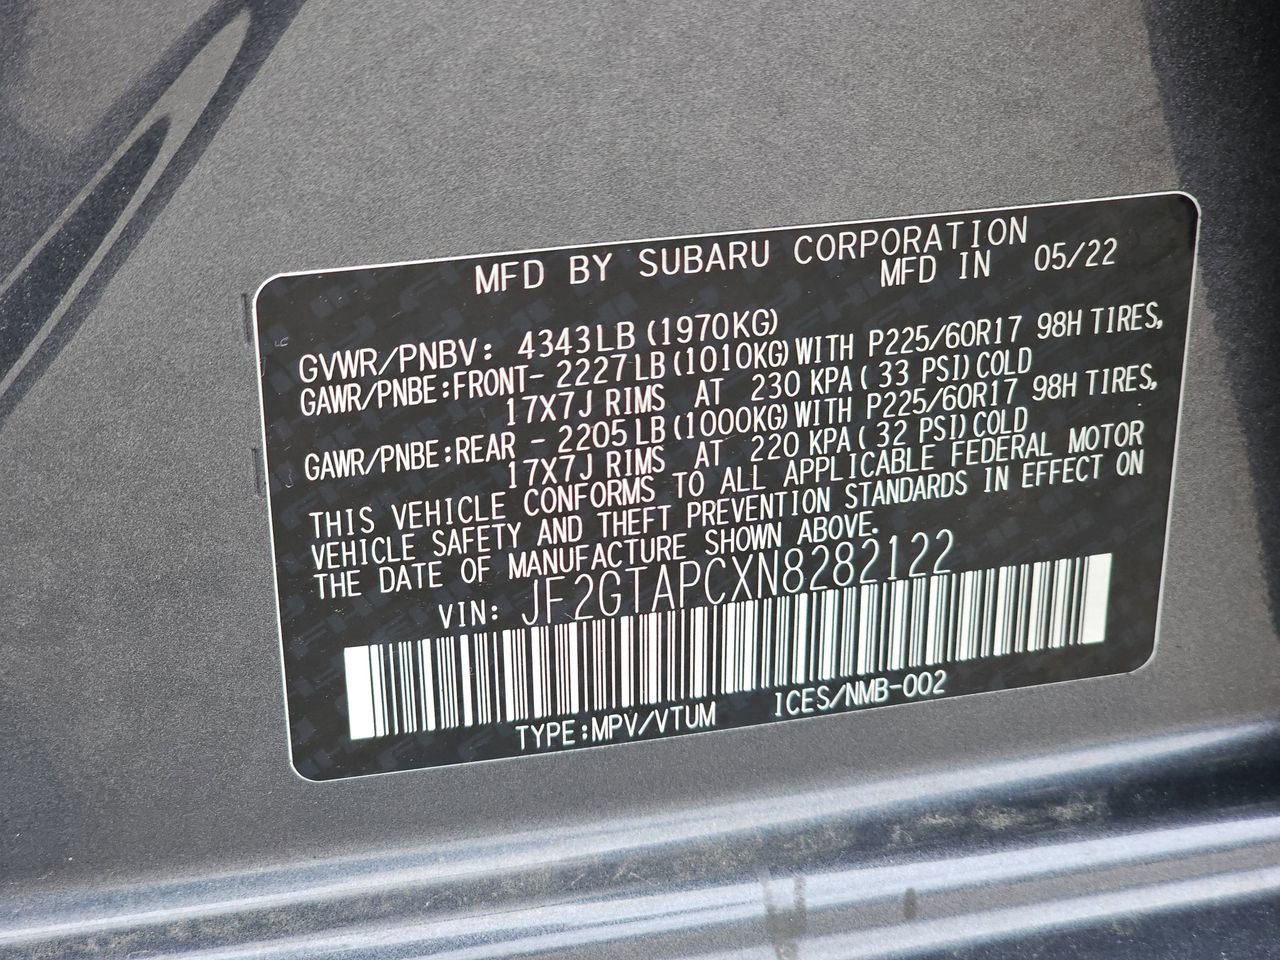 MFD BY SUBARU CORPORATION
MFD IN 05/22
GVWR/PNBV: 4343LB (1970KG)
GAWR/PNBE:FRONT- 2227LB (1010KG) WITH P225/60R17 98H TIRES,
17X7J RIMS AT 230 KPA ( 33 PSI) COLD
GAWR/PNBE:REAR - 2205LB (1000KG) WITH P225/60R17 98H TIRES,
17X7J RIMS AT 220 KPA ( 32 PSI) COLD
THIS VEHICLE CONFORMS TO ALL APPLICABLE FEDERAL MOTOR
VEHICLE SAFETY AND THEFT PREVENTION STANDARDS IN EFFECT ON
THE DATE OF MANUFACTURE SHOWN ABOVE.
VIN: JF2GTAPCXN8282122
TYPE:MPV/VTUM ICES/NMB-002